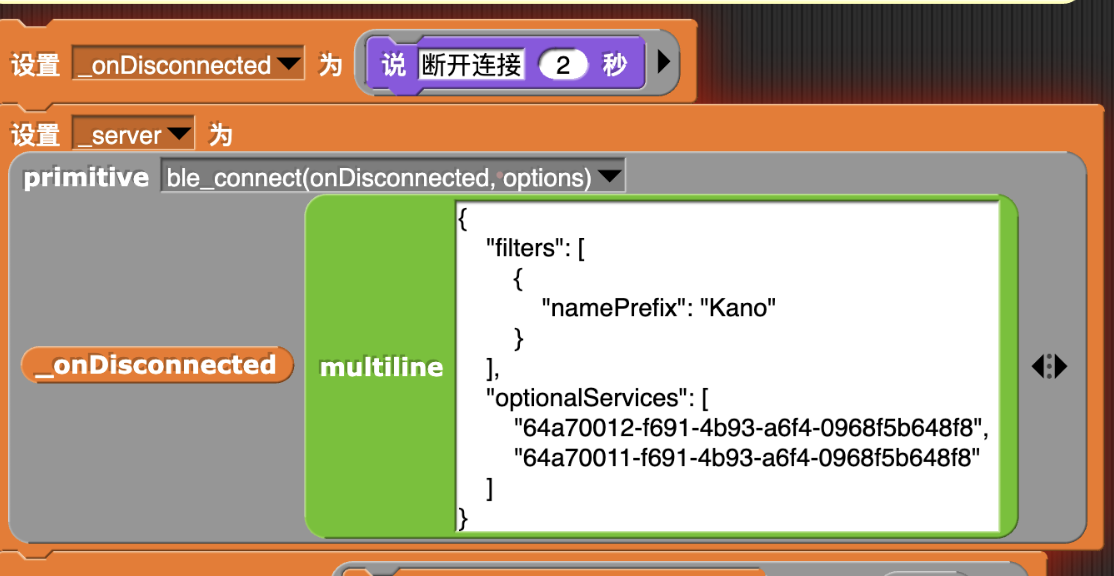 设置 _onDisconnected 为 说 断开连接 2 秒
设置 _server 为
primitive ble_connect(onDisconnected, options)
_onDisconnected
multiline
{
"filters": [
{
"namePrefix": "Kano"
}
],
"optionalServices": [
"64a70012-f691-4b93-a6f4-0968f5b648f8",
"64a70011-f691-4b93-a6f4-0968f5b648f8"
]
}